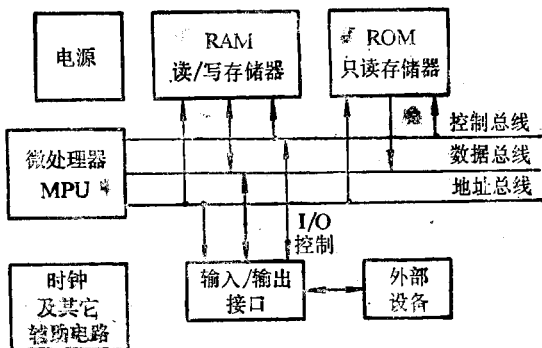 电源
RAM
读/写存储器
ROM
只读存储器
控制总线
数据总线
地址总线
微处理器
MPU
I/O
控制
时钟
及其它
辅助电路
输入/输出
接口
外部
设备